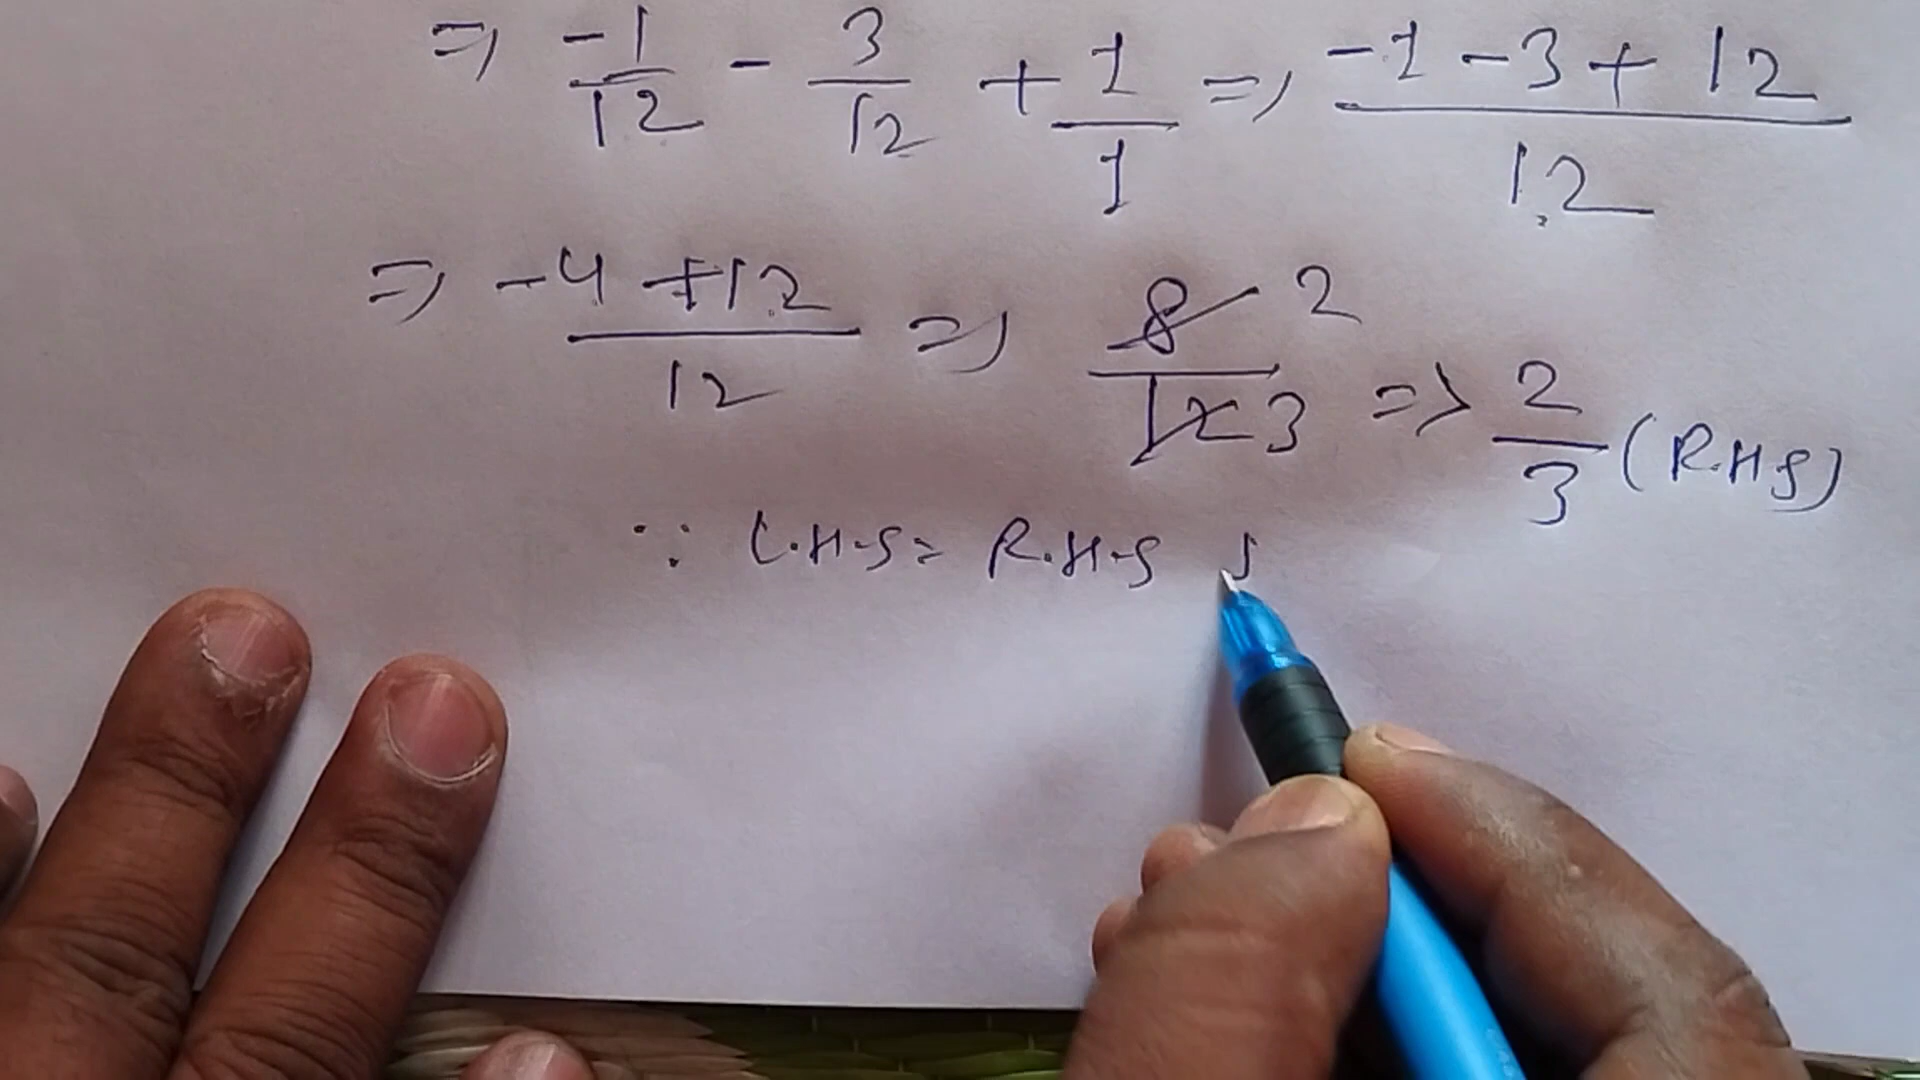 ⇒ -1/12 - 3/12 + 1/1 ⇒ -1-3+12/12
⇒ -4+12/12 ⇒ 8 2/12 3 ⇒ 2/3 (R.H.S)
∵ L.H.S = R.H.S